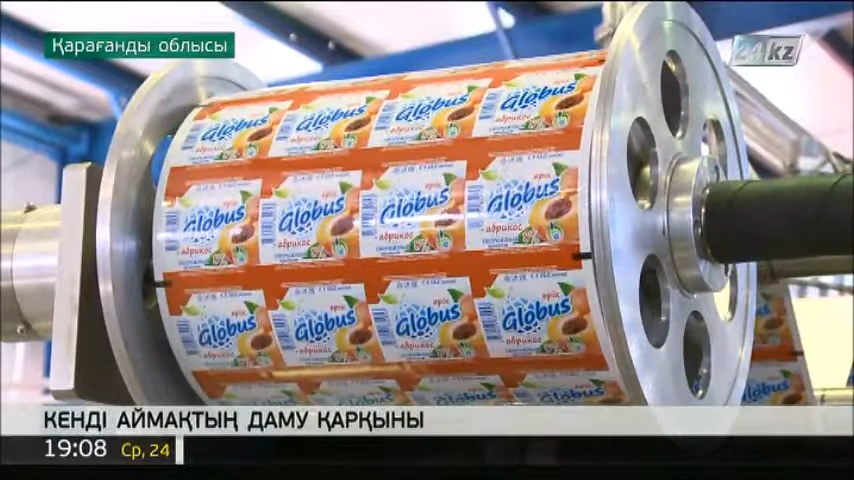 Қарағанды облысы
24kz
Globus
абрикос
өрік
КЕНДІ АЙМАҚТЫҢ ДАМУ ҚАРҚЫНЫ
19:08 Ср, 24